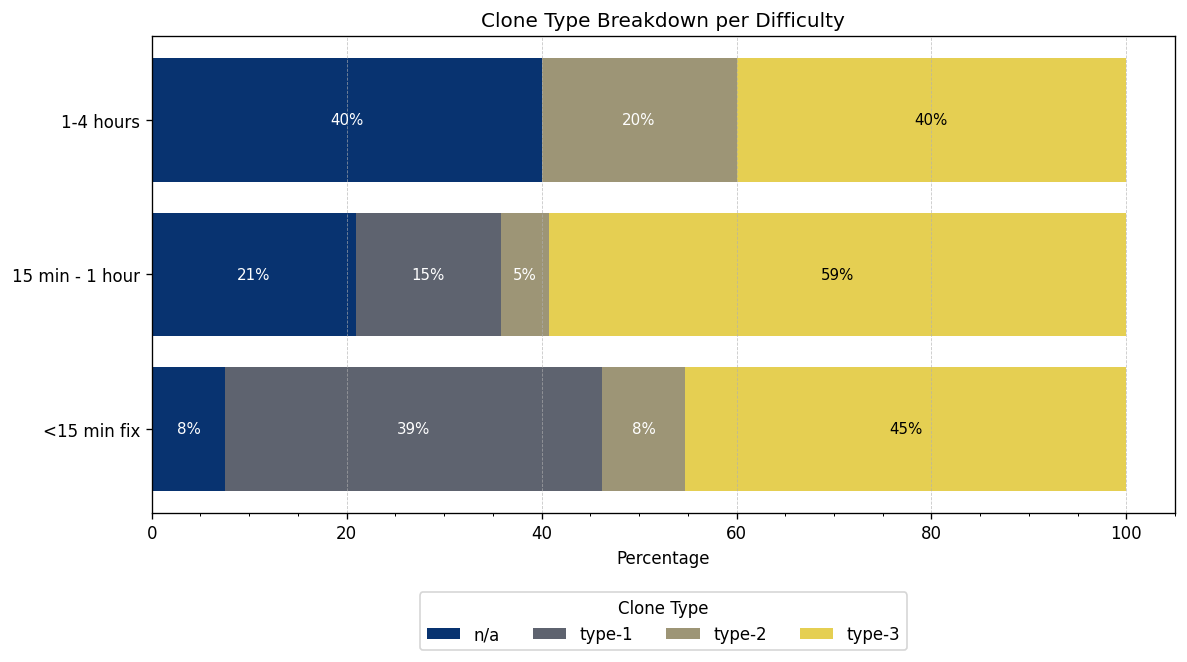 Clone Type Breakdown per Difficulty
1-4 hours
40%
20%
40%
15 min - 1 hour
21%
15%
5%
59%
<15 min fix
8%
39%
8%
45%
0 20 40 60 80 100
Percentage
Clone Type
n/a type-1 type-2 type-3